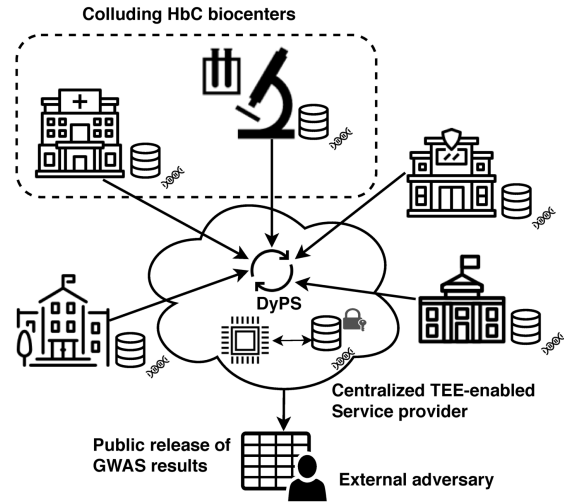 Colluding HbC biocenters
DyPS
Centralized TEE-enabled
Service provider
Public release of
GWAS results
External adversary